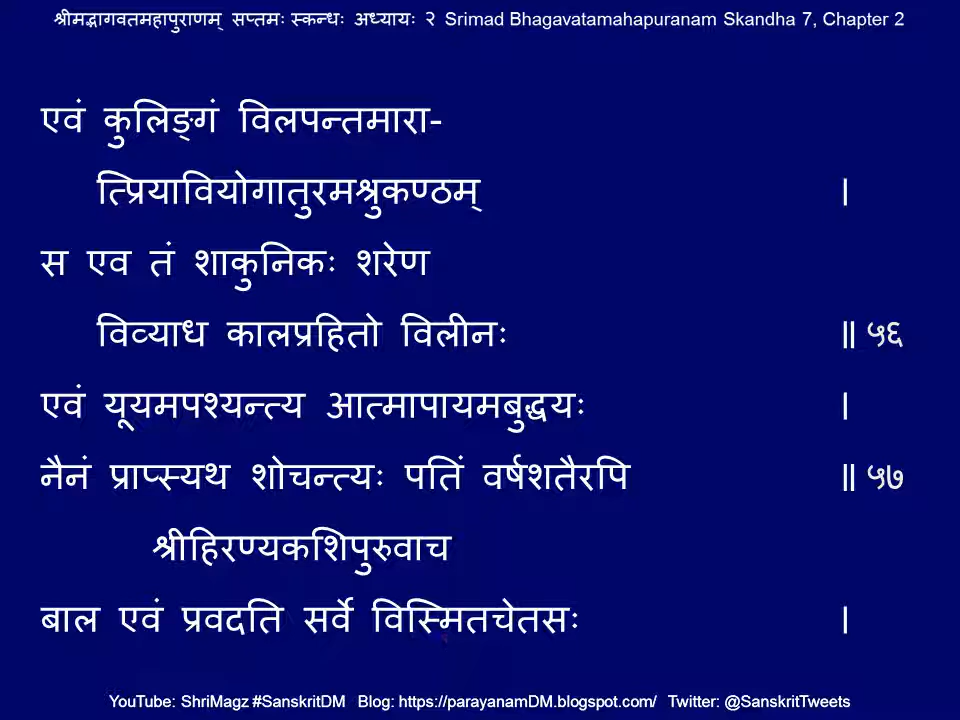 श्रीमद्भागवतमहापुराणम् सप्तमः स्कन्धः अध्यायः २ Srimad Bhagavatamahapuranam Skandha 7, Chapter 2
एवं कुलिङ्गं विलपन्तमारा-
त्प्रियावियोगातुरमश्रुकण्ठम् ।
स एव तं शाकुनिकः शरेण
विव्याध कालप्रहितो विलीनः ॥ ५६
एवं यूयमपश्यन्त्य आत्मापायमबुद्धयः ।
नैनं प्राप्स्यथ शोचन्त्यः पतिं वर्षशतैरपि ॥ ५७
श्रीहिरण्यकशिपुरुवाच
बाल एवं प्रवदति सर्वे विस्मितचेतसः ।
YouTube: ShriMagz #SanskritDM Blog: https://parayanamDM.blogspot.com/ Twitter: @SanskritTweets